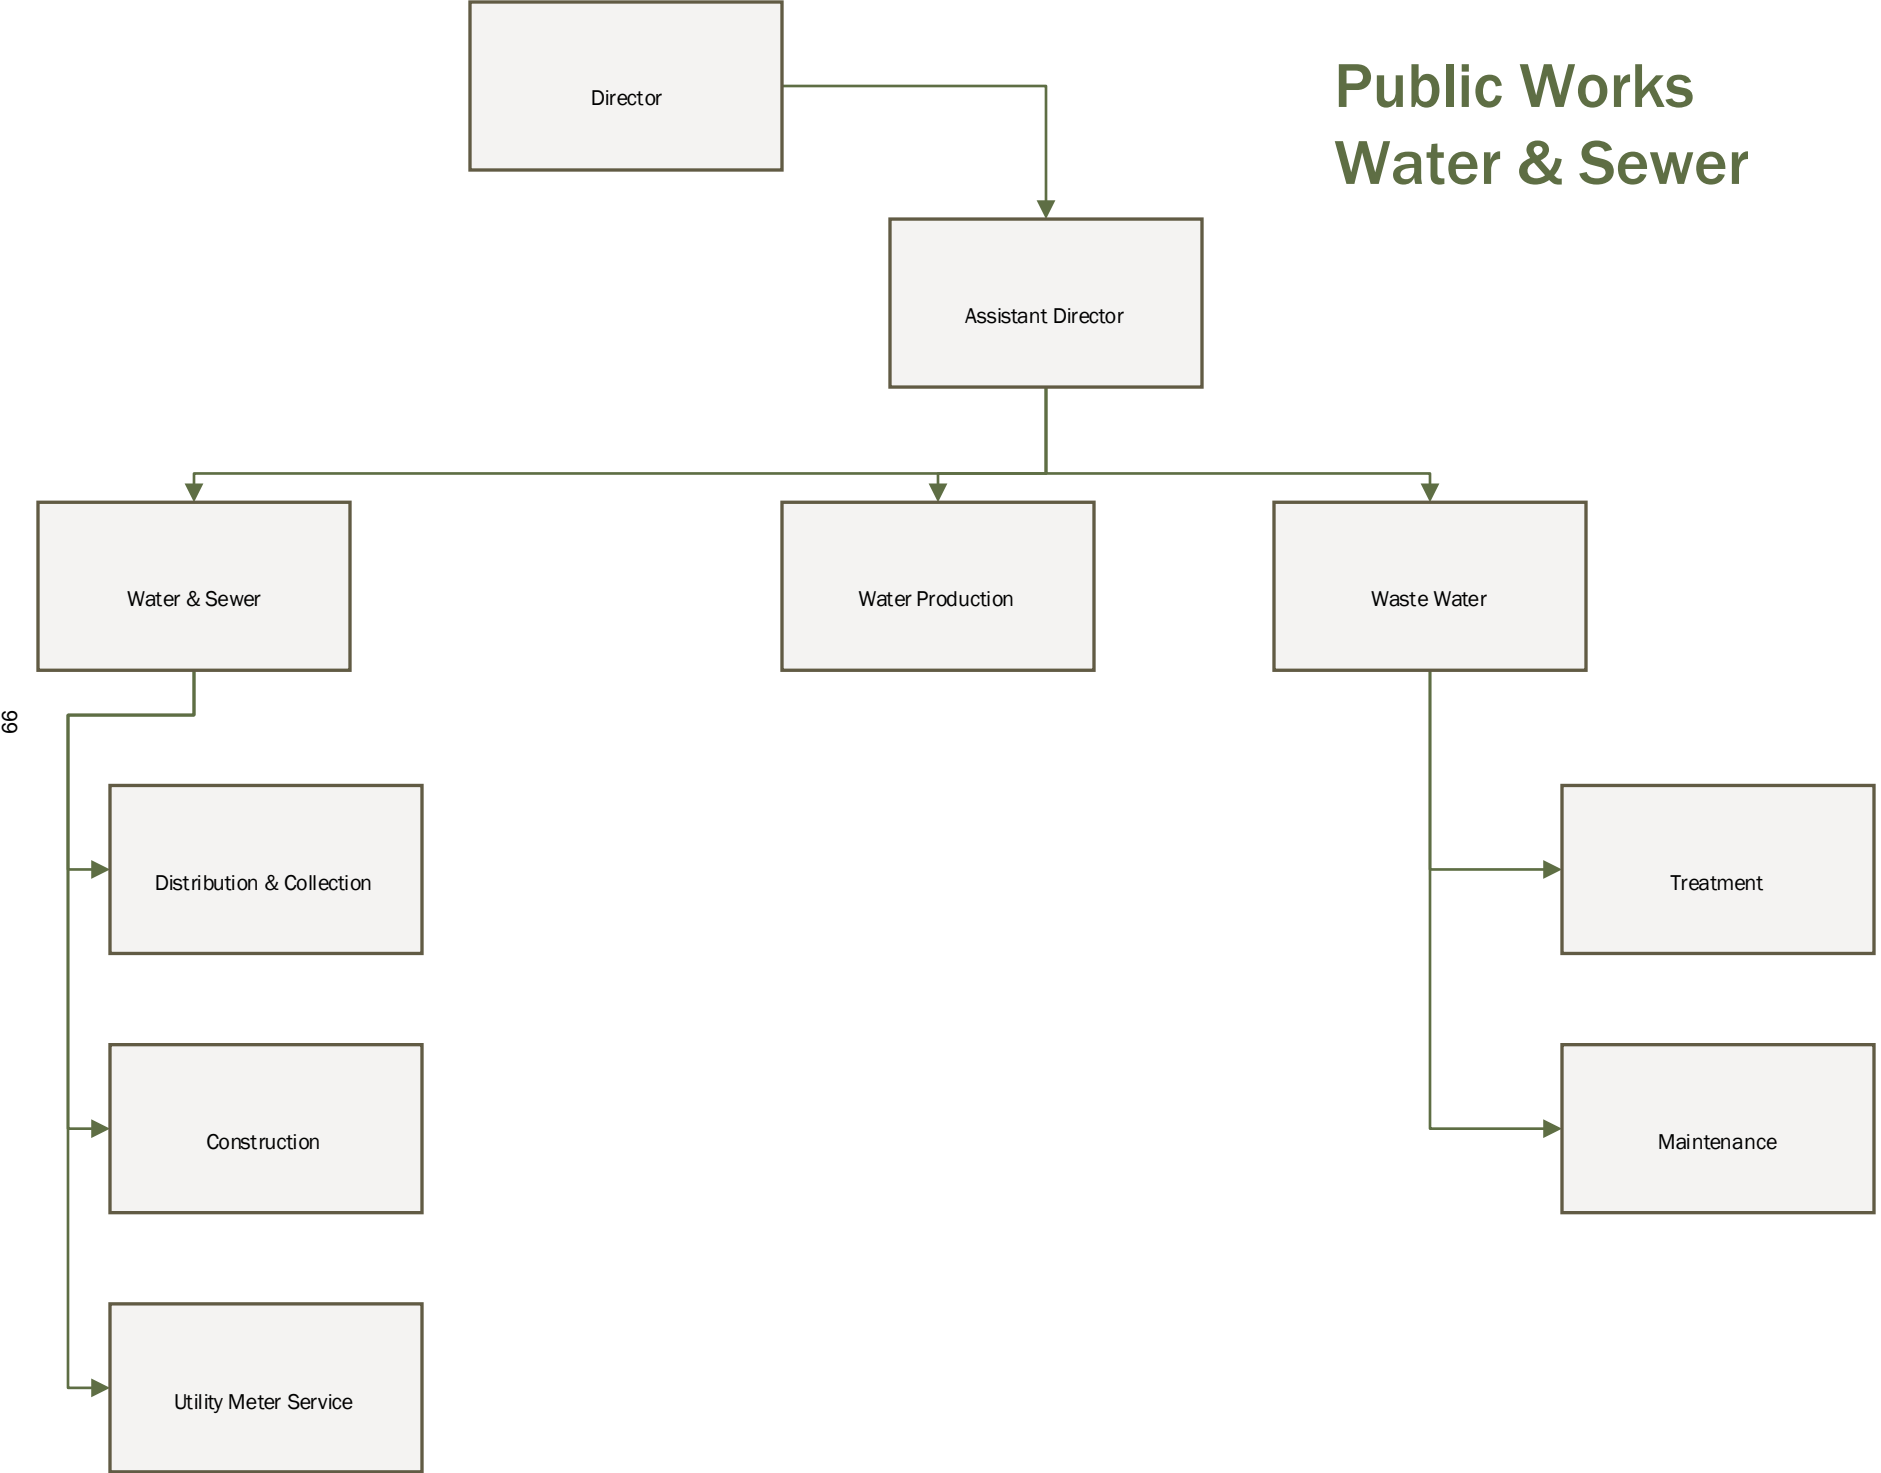 Public Works
Water & Sewer
Director
Assistant Director
Water & Sewer
Water Production
Waste Water
66
Distribution & Collection
Treatment
Construction
Maintenance
Utility Meter Service